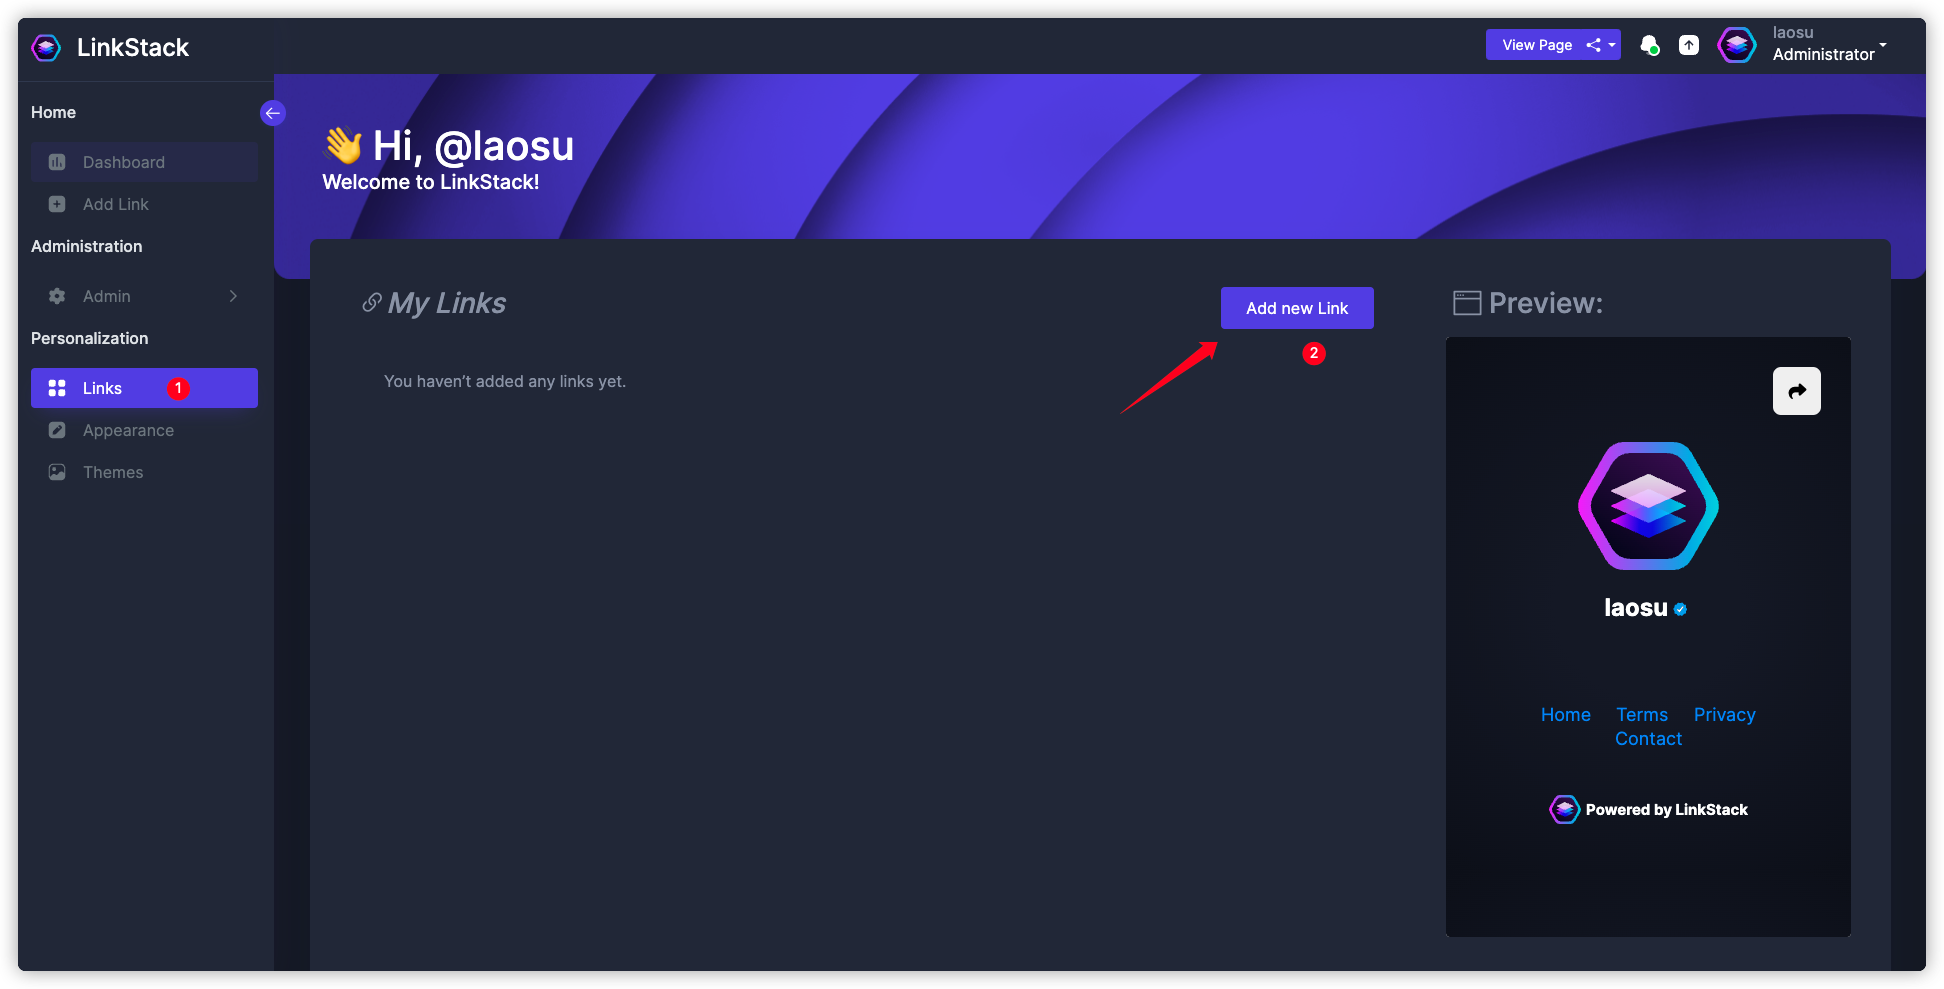 LinkStack
View Page
laosu
Administrator
Home
Dashboard
Add Link
Administration
Admin
Personalization
Links 1
Appearance
Themes
👋 Hi, @laosu
Welcome to LinkStack!
My Links
Add new Link
2
You haven’t added any links yet.
Preview:
laosu
Home Terms Privacy
Contact
Powered by LinkStack